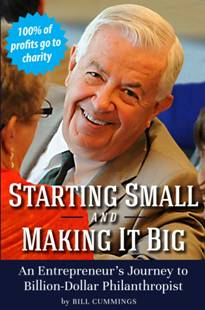 100% of
profits go to
charity
STARTING SMALL
AND
MAKING IT BIG
An Entrepreneur's Journey to
Billion-Dollar Philanthropist
by BILL CUMMINGS